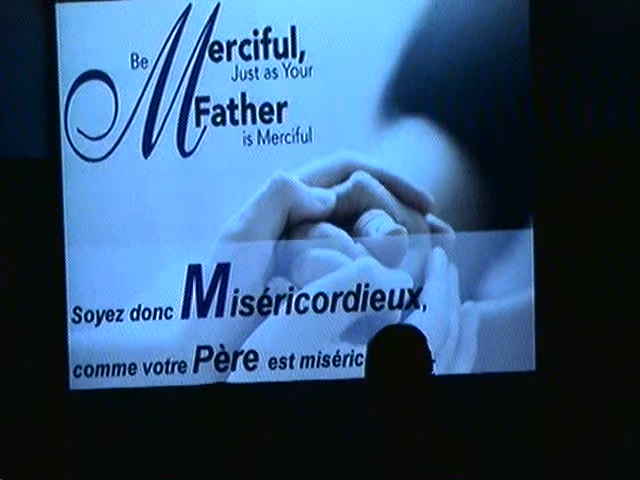 Be Merciful,
Just as Your
Father
is Merciful
Soyez donc Miséricordieux,
comme votre Père est